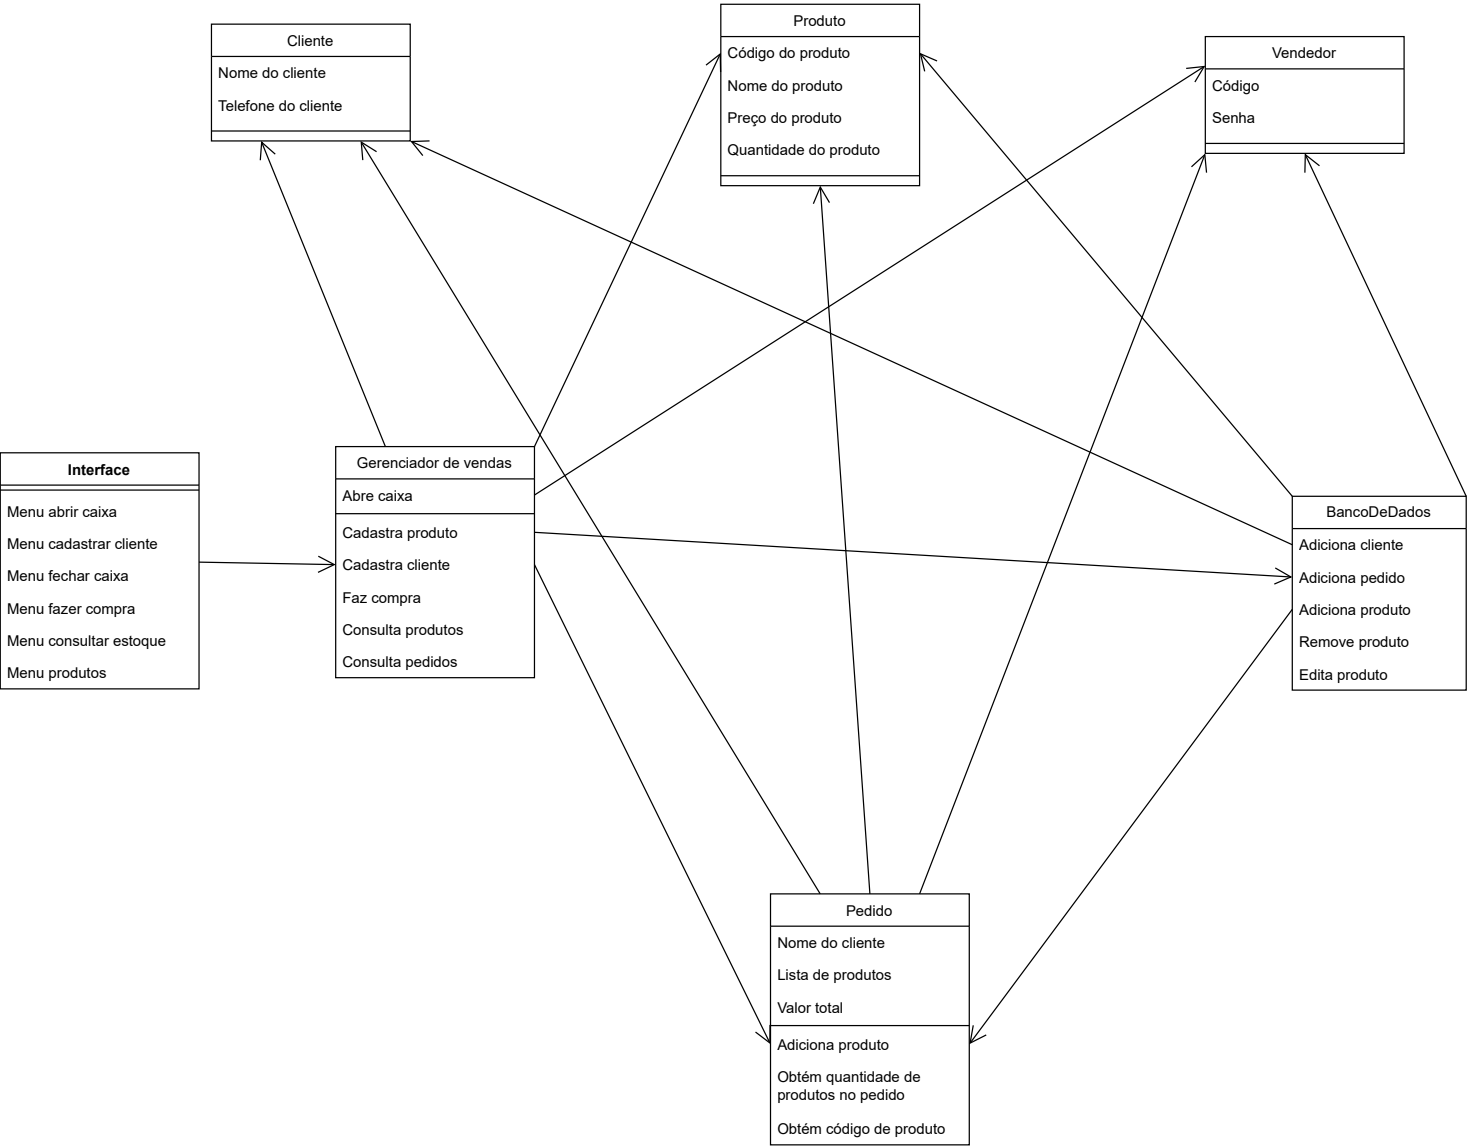 Cliente
Nome do cliente
Telefone do cliente
Produto
Código do produto
Nome do produto
Preço do produto
Quantidade do produto
Vendedor
Código
Senha
Interface
Menu abrir caixa
Menu cadastrar cliente
Menu fechar caixa
Menu fazer compra
Menu consultar estoque
Menu produtos
Gerenciador de vendas
Abre caixa
Cadastra produto
Cadastra cliente
Faz compra
Consulta produtos
Consulta pedidos
BancoDeDados
Adiciona cliente
Adiciona pedido
Adiciona produto
Remove produto
Edita produto
Pedido
Nome do cliente
Lista de produtos
Valor total
Adiciona produto
Obtém quantidade de
produtos no pedido
Obtém código de produto